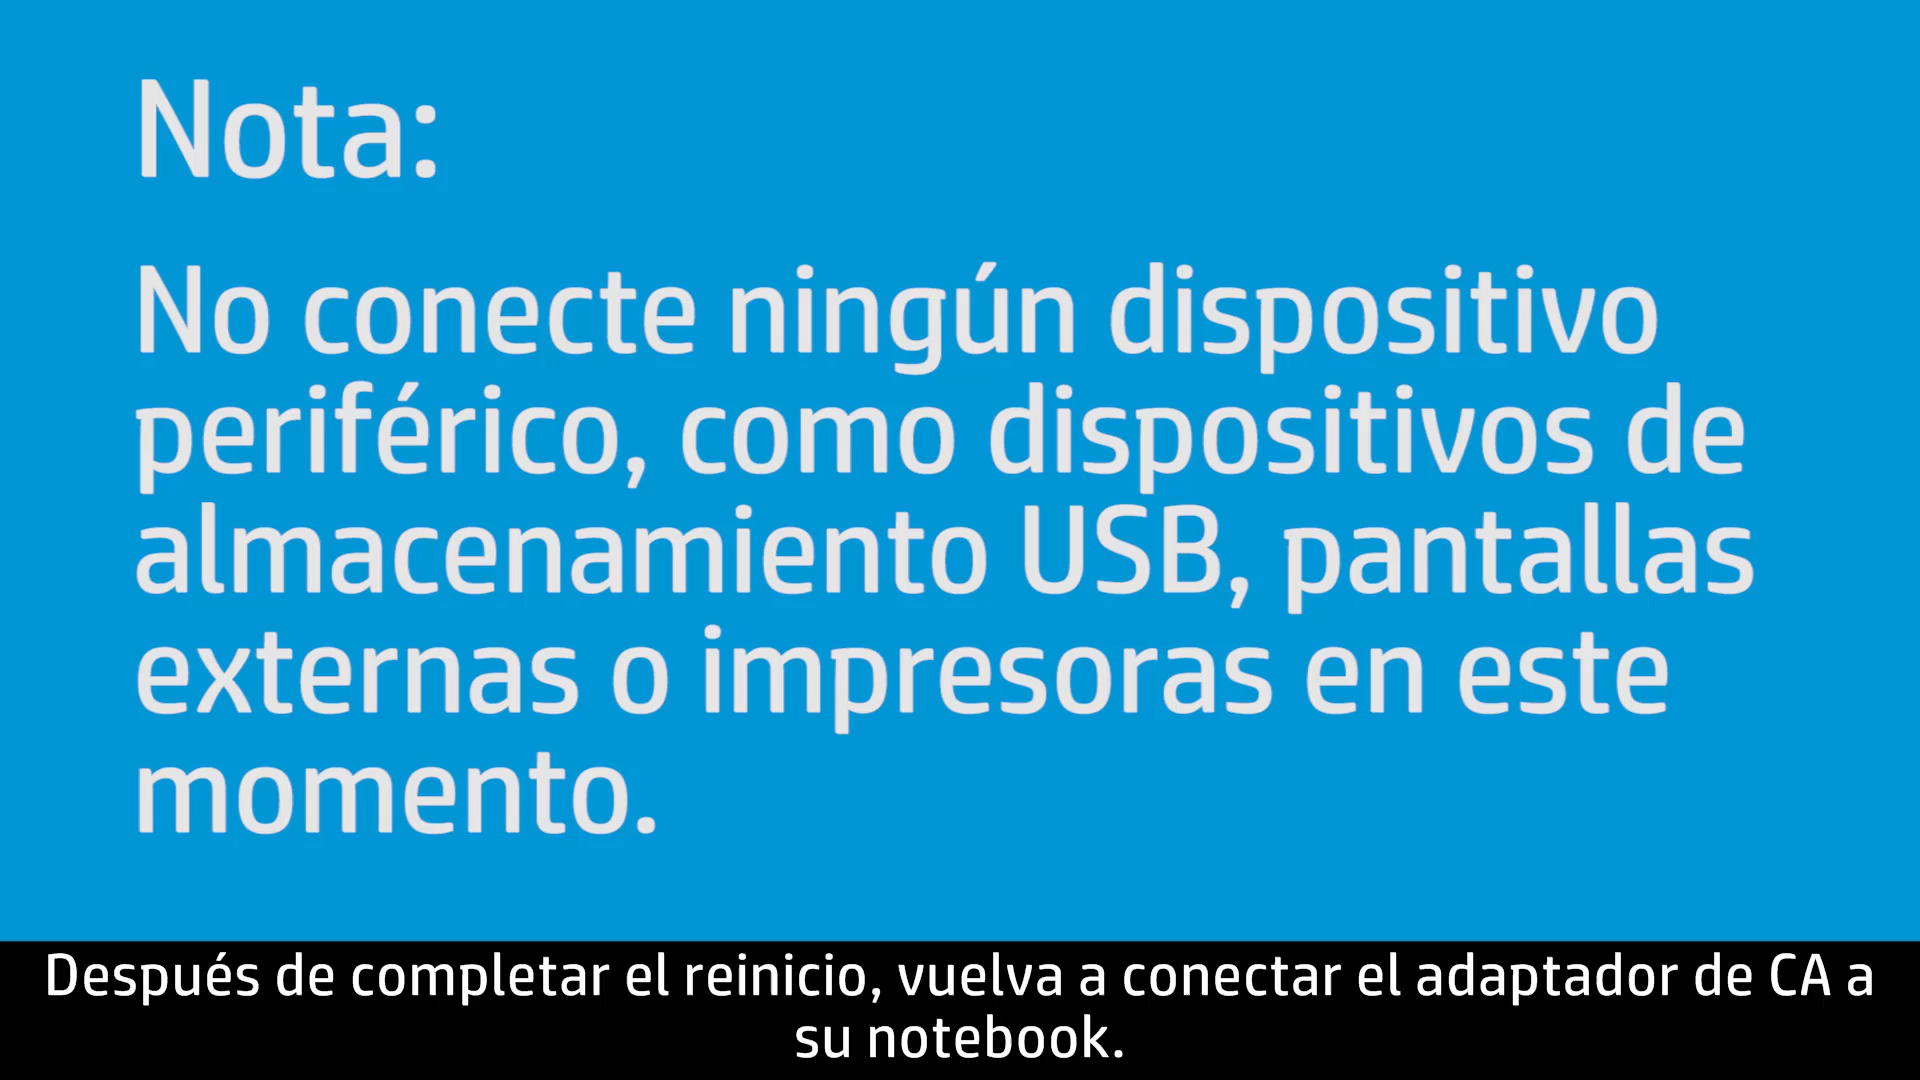 Nota:
No conecte ningún dispositivo
periférico, como dispositivos de
almacenamiento USB, pantallas
externas o impresoras en este
momento.
Después de completar el reinicio, vuelva a conectar el adaptador de CA a
su notebook.